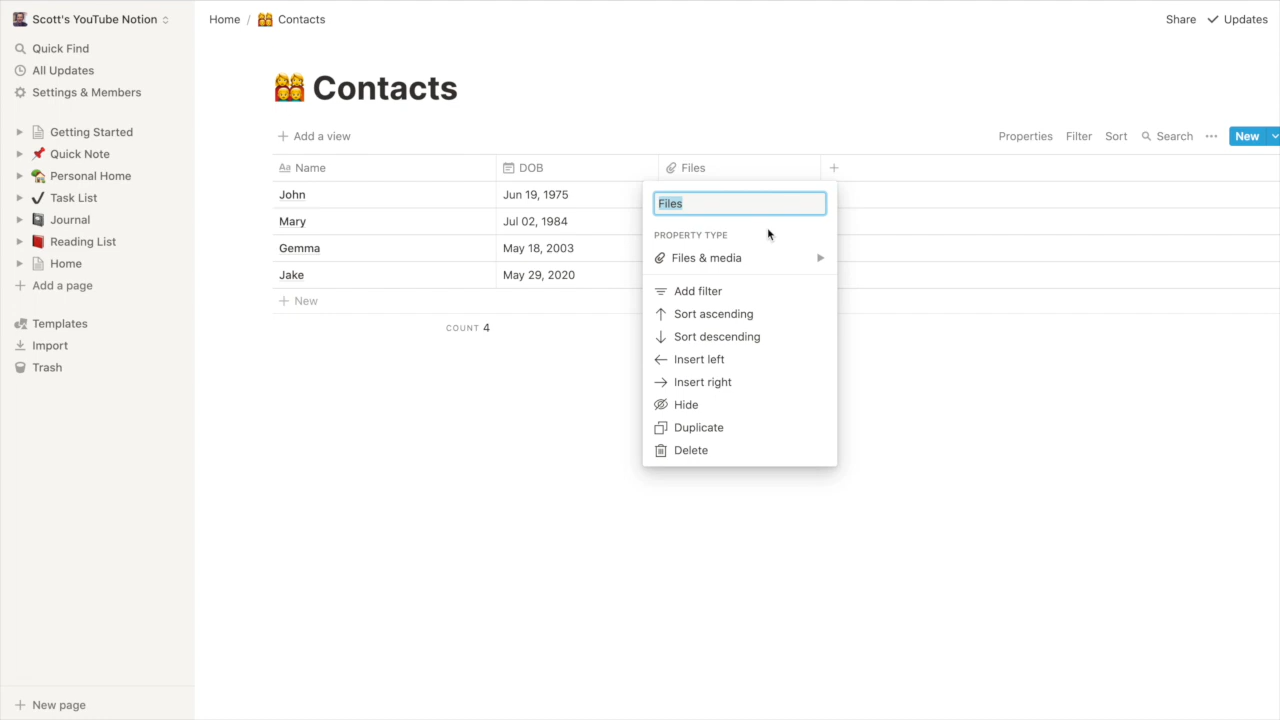 Scott's YouTube Notion
Home / Contacts
Share
Updates
Quick Find
All Updates
Settings & Members
Getting Started
Quick Note
Personal Home
Task List
Journal
Reading List
Home
Add a page
Templates
Import
Trash
New page
Contacts
Add a view
Properties Filter Sort Search ••• New
Aa Name DOB Files
John Jun 19, 1975
Mary Jul 02, 1984
Gemma May 18, 2003
Jake May 29, 2020
New
COUNT 4
Files
PROPERTY TYPE
Files & media
Add filter
Sort ascending
Sort descending
Insert left
Insert right
Hide
Duplicate
Delete